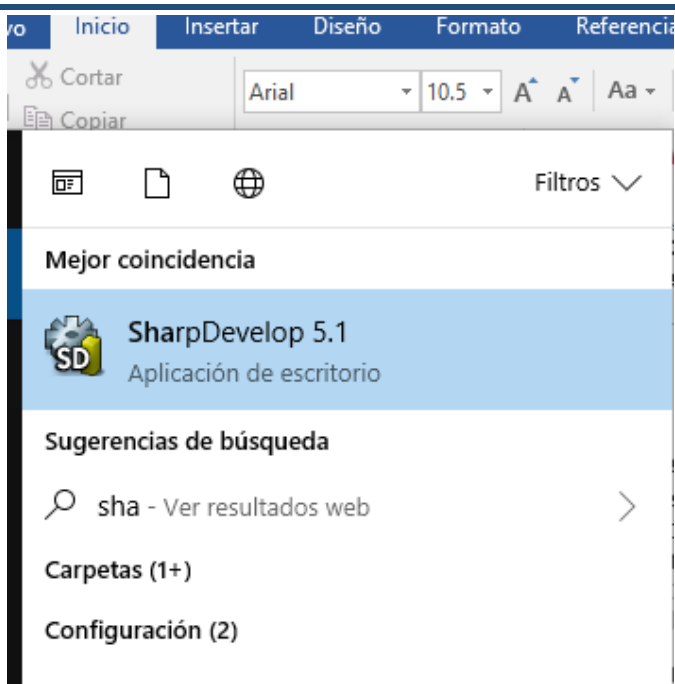 vo Inicio Insertar Diseño Formato Referencia
Cortar
Arial 10.5 A A Aa
Copiar
Filtros
Mejor coincidencia
SD SharpDevelop 5.1
Aplicación de escritorio
Sugerencias de búsqueda
sha - Ver resultados web
Carpetas (1+)
Configuración (2)